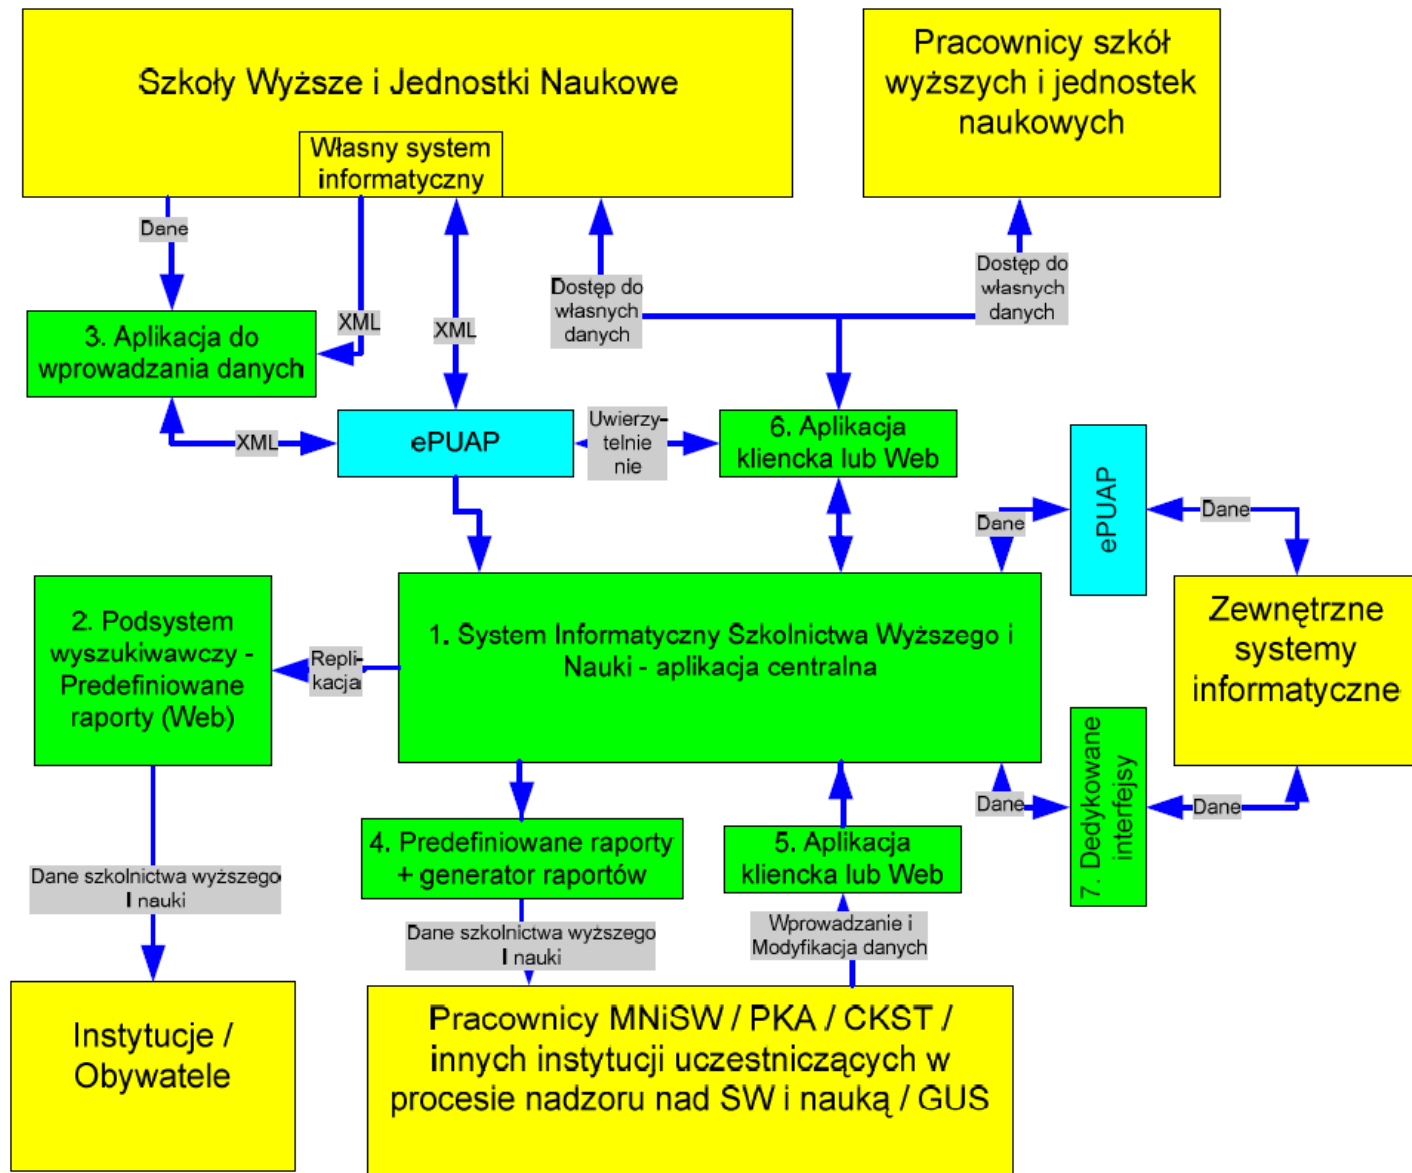 Szkoły Wyższe i Jednostki Naukowe
Własny system
informatyczny
Pracownicy szkół
wyższych i jednostek
naukowych
Dane
XML
XML
Dostęp do
własnych
danych
Dostęp do
własnych
danych
3. Aplikacja do
wprowadzania danych
XML
ePUAP
Uwierzy-
telnie
nie
6. Aplikacja
kliencka lub Web
Dane
ePUAP
Dane
2. Podsystem
wyszukiwawczy -
Predefiniowane
raporty (Web)
Repli-
kacja
1. System Informatyczny Szkolnictwa Wyższego i
Nauki - aplikacja centralna
Zewnętrzne
systemy
informatyczne
Dane
7. Dedykowane
interfejsy
Dane
4. Predefiniowane raporty
+ generator raportów
5. Aplikacja
kliencka lub Web
Dane szkolnictwa wyższego
I nauki
Dane szkolnictwa wyższego
I nauki
Wprowadzanie i
Modyfikacja danych
Instytucje /
Obywatele
Pracownicy MNiSW / PKA / CKST /
innych instytucji uczestniczących w
procesie nadzoru nad SW i nauką / GUS